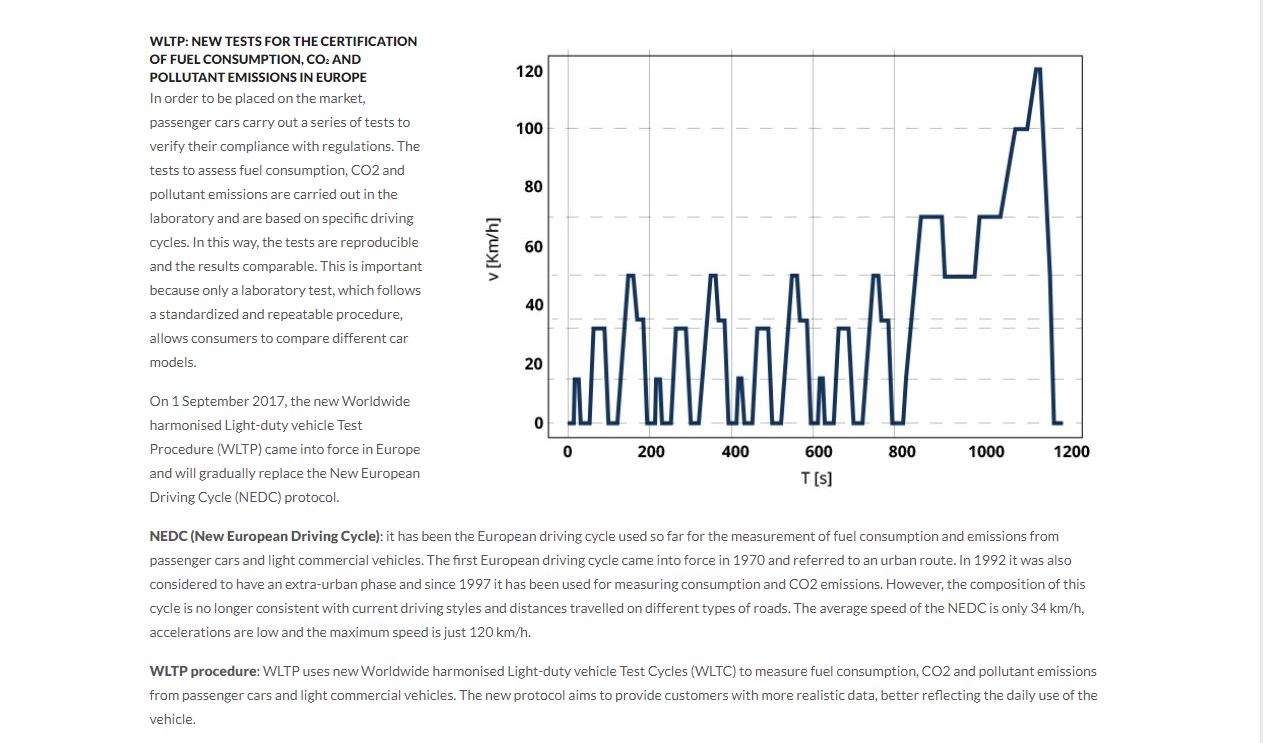 WLTP: NEW TESTS FOR THE CERTIFICATION
OF FUEL CONSUMPTION, CO₂ AND
POLLUTANT EMISSIONS IN EUROPE
In order to be placed on the market,
passenger cars carry out a series of tests to
verify their compliance with regulations. The
tests to assess fuel consumption, CO2 and
pollutant emissions are carried out in the
laboratory and are based on specific driving
cycles. In this way, the tests are reproducible
and the results comparable. This is important
because only a laboratory test, which follows
a standardized and repeatable procedure,
allows consumers to compare different car
models.
On 1 September 2017, the new Worldwide
harmonised Light-duty vehicle Test
Procedure (WLTP) came into force in Europe
and will gradually replace the New European
Driving Cycle (NEDC) protocol.
v [Km/h]
120
100
80
60
40
20
0
0 200 400 600 800 1000 1200
T [s]
NEDC (New European Driving Cycle): it has been the European driving cycle used so far for the measurement of fuel consumption and emissions from
passenger cars and light commercial vehicles. The first European driving cycle came into force in 1970 and referred to an urban route. In 1992 it was also
considered to have an extra-urban phase and since 1997 it has been used for measuring consumption and CO2 emissions. However, the composition of this
cycle is no longer consistent with current driving styles and distances travelled on different types of roads. The average speed of the NEDC is only 34 km/h,
accelerations are low and the maximum speed is just 120 km/h.
WLTP procedure: WLTP uses new Worldwide harmonised Light-duty vehicle Test Cycles (WLTC) to measure fuel consumption, CO2 and pollutant emissions
from passenger cars and light commercial vehicles. The new protocol aims to provide customers with more realistic data, better reflecting the daily use of the
vehicle.